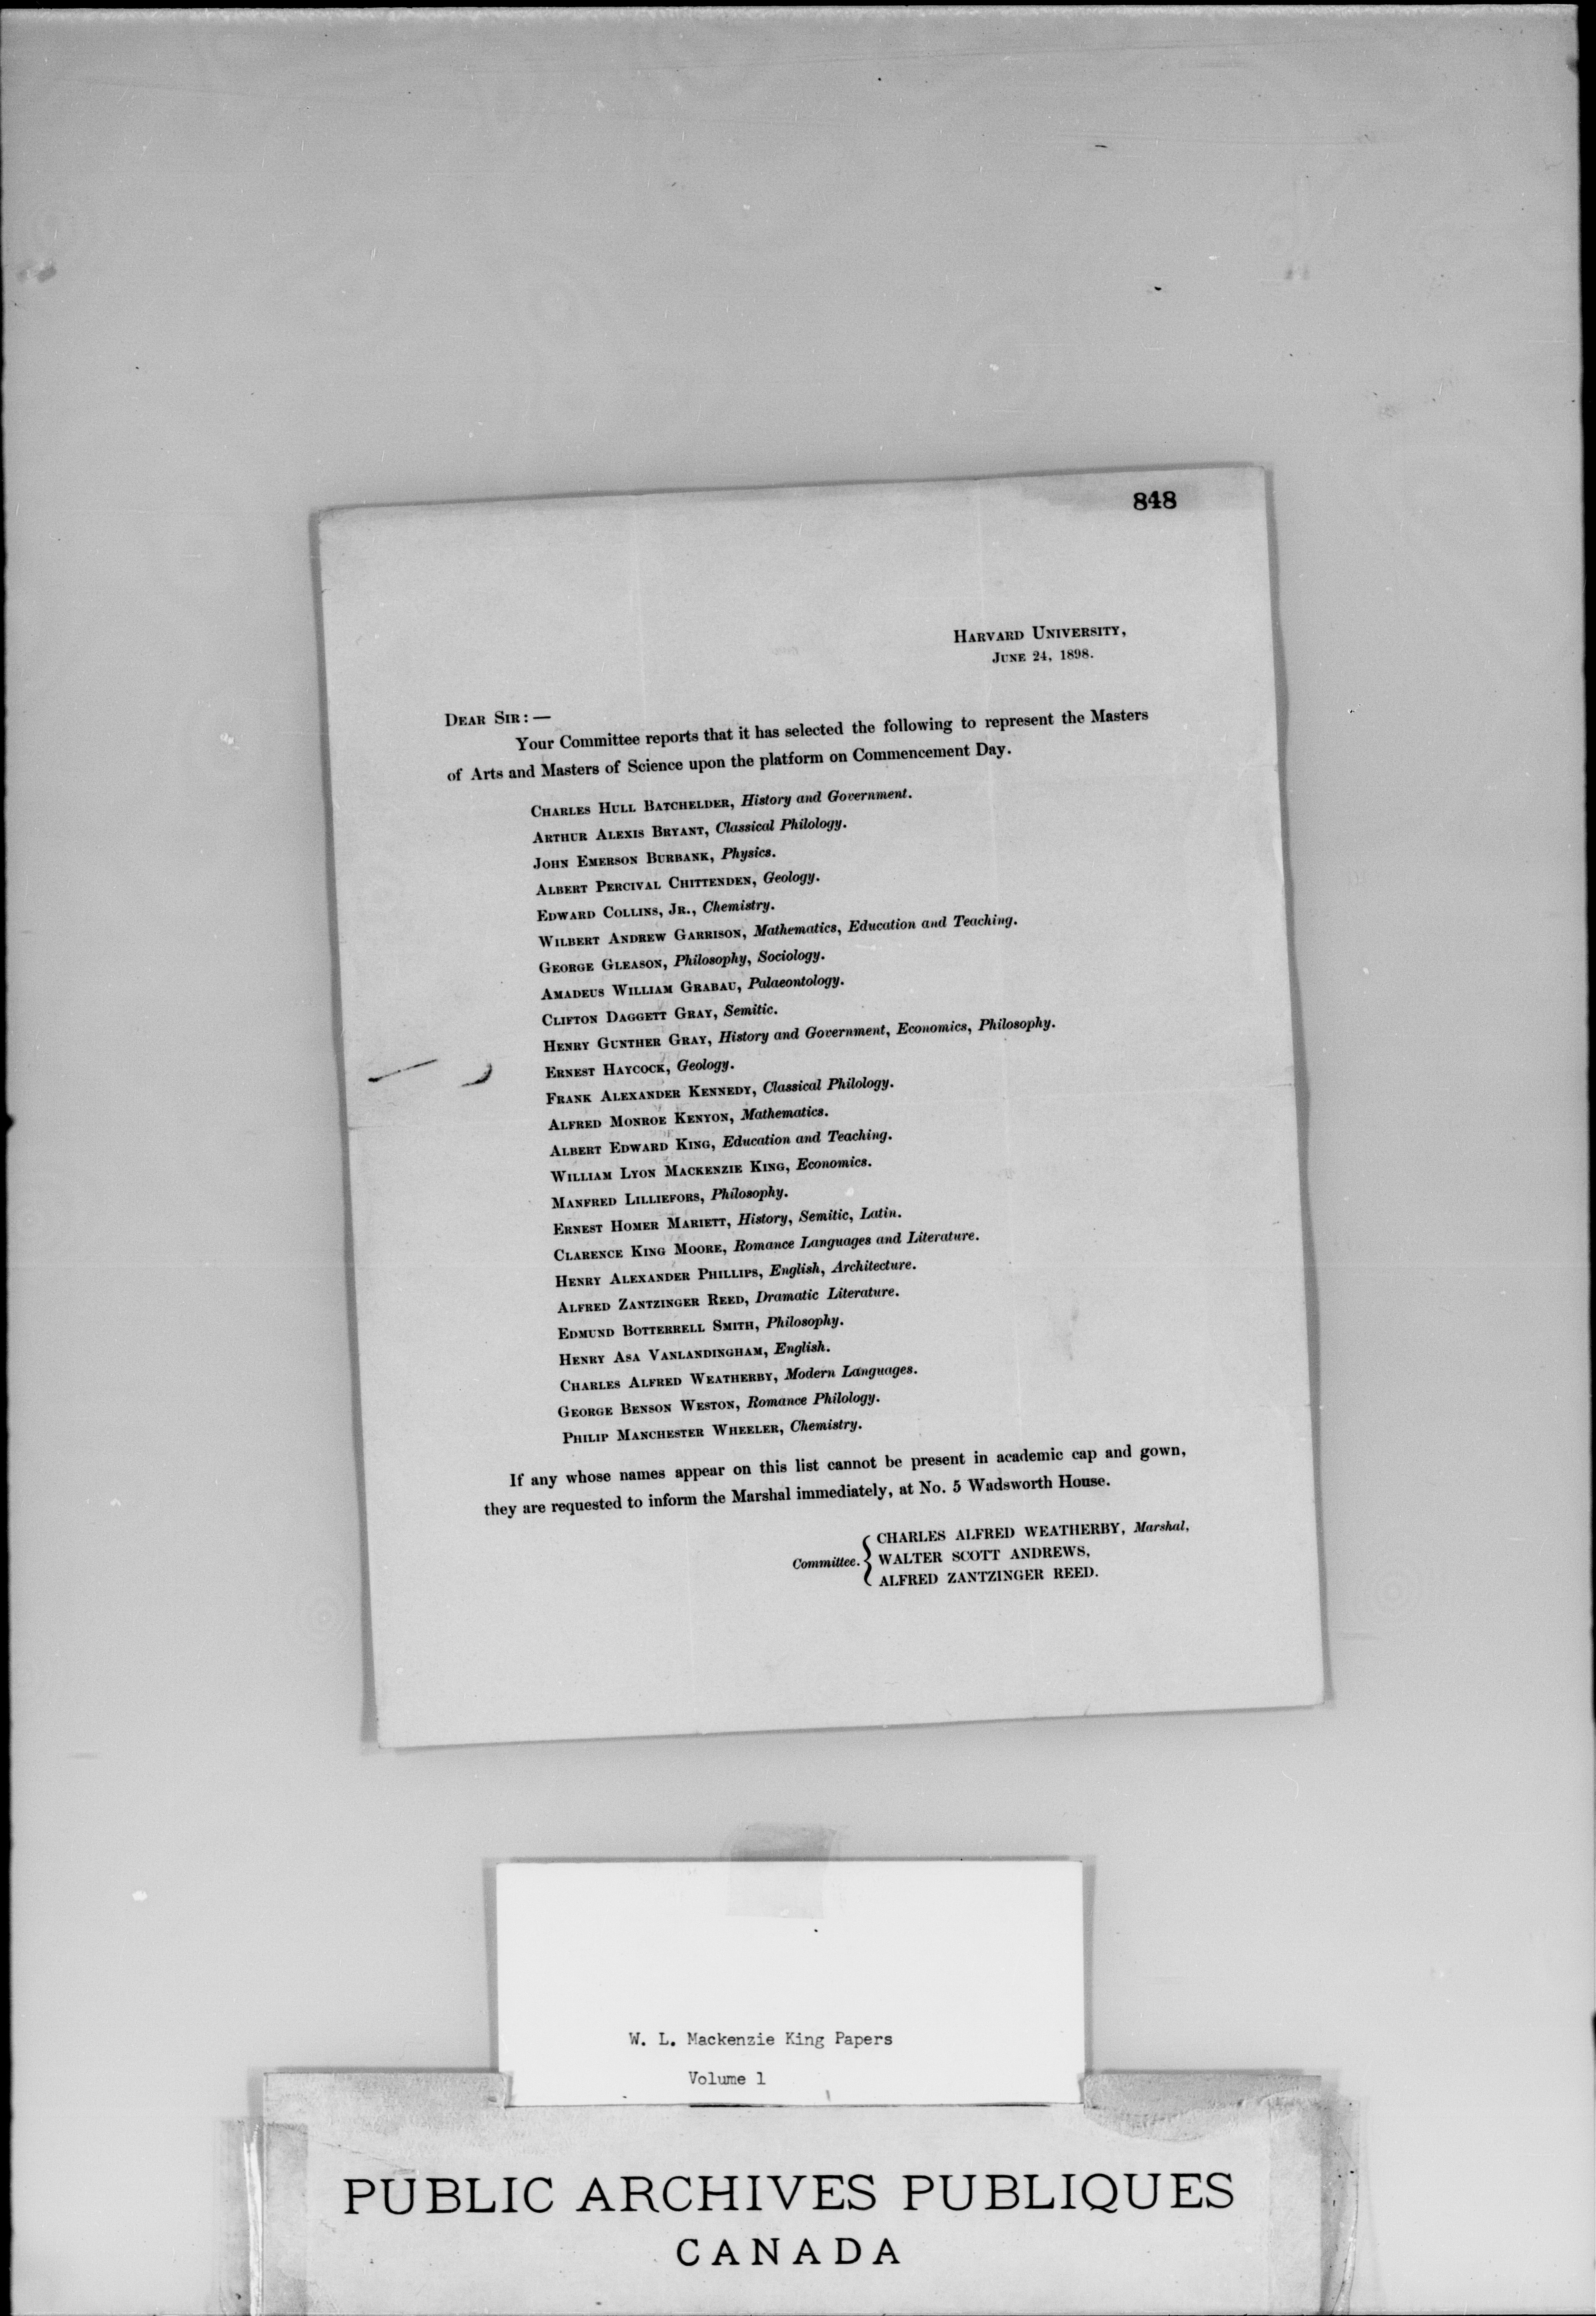 848
HARVARD UNIVERSITY,
JUNE 24, 1898.
DEAR SIR: —
Your Committee reports that it has selected the following to represent the Masters
of Arts and Masters of Science upon the platform on Commencement Day.
CHARLES HULL BATCHELDER, History and Government.
ARTHUR ALEXIS BRYANT, Classical Philology.
JOHN EMERSON BURBANK, Physics.
ALBERT PERCIVAL CHITTENDEN, Geology.
EDWARD COLLINS, JR., Chemistry.
WILBERT ANDREW GARRISON, Mathematics, Education and Teaching.
GEORGE GLEASON, Philosophy, Sociology.
AMADEUS WILLIAM GRABAU, Palaeontology.
CLIFTON DAGGETT GRAY, Semitic.
HENRY GUNTHER GRAY, History and Government, Economics, Philosophy.
ERNEST HAYCOCK, Geology.
FRANK ALEXANDER KENNEDY, Classical Philology.
ALFRED MONROE KENYON, Mathematics.
ALBERT EDWARD KING, Education and Teaching.
WILLIAM LYON MACKENZIE KING, Economics.
MANFRED LILLIEFORS, Philosophy.
ERNEST HOMER MARIETT, History, Semitic, Latin.
CLARENCE KING MOORE, Romance Languages and Literature.
HENRY ALEXANDER PHILLIPS, English, Architecture.
ALFRED ZANTZINGER REED, Dramatic Literature.
EDMUND BOTTERRELL SMITH, Philosophy.
HENRY ASA VANLANDINGHAM, English.
CHARLES ALFRED WEATHERBY, Modern Languages.
GEORGE BENSON WESTON, Romance Philology.
PHILIP MANCHESTER WHEELER, Chemistry.
If any whose names appear on this list cannot be present in academic cap and gown,
they are requested to inform the Marshal immediately, at No. 5 Wadsworth House.
CHARLES ALFRED WEATHERBY, Marshal,
Committee. WALTER SCOTT ANDREWS,
ALFRED ZANTZINGER REED.
W. L. Mackenzie King Papers
Volume 1
PUBLIC ARCHIVES PUBLIQUES
CANADA